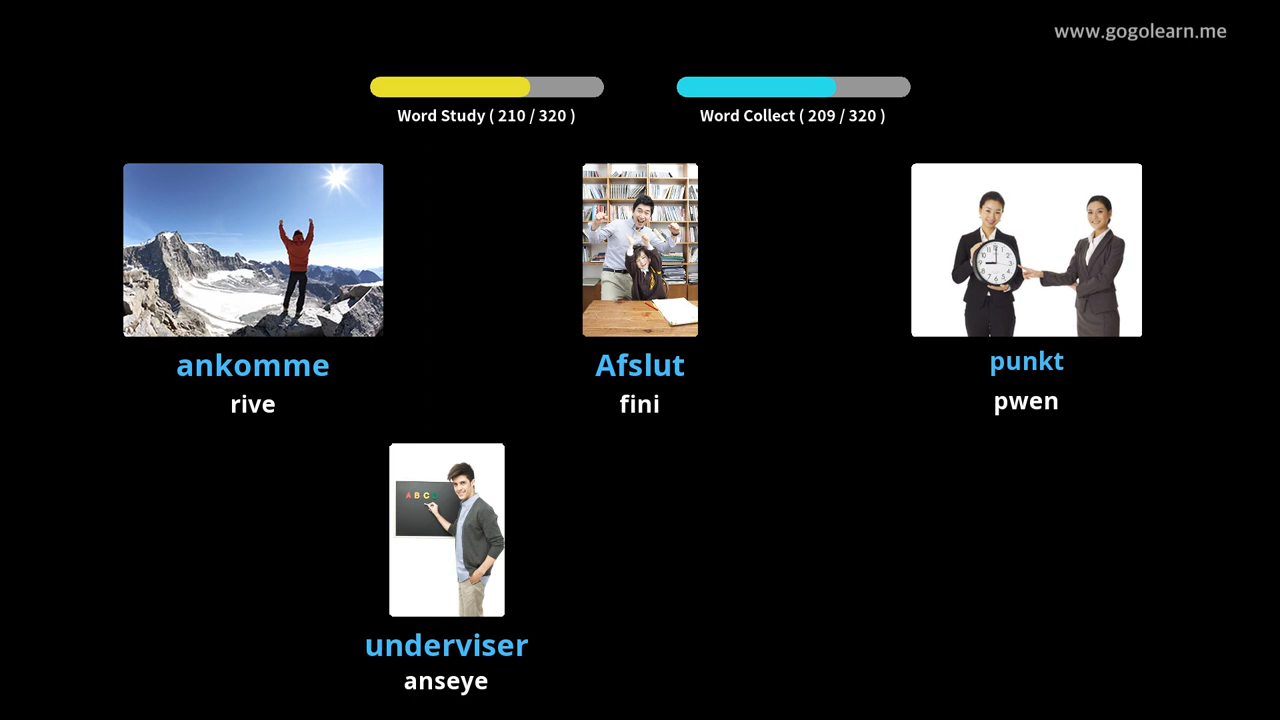 www.gogolearn.me
Word Study ( 210 / 320 )
Word Collect ( 209 / 320 )
ankomme
rive
Afslut
fini
punkt
pwen
A B C
underviser
anseye